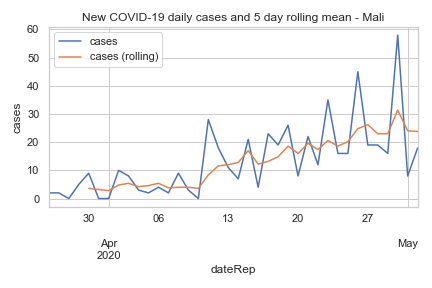 New COVID-19 daily cases and 5 day rolling mean - Mali
cases
cases (rolling)
60
50
40
30
20
10
0
cases
30
06
13
20
27
Apr
2020
May
dateRep